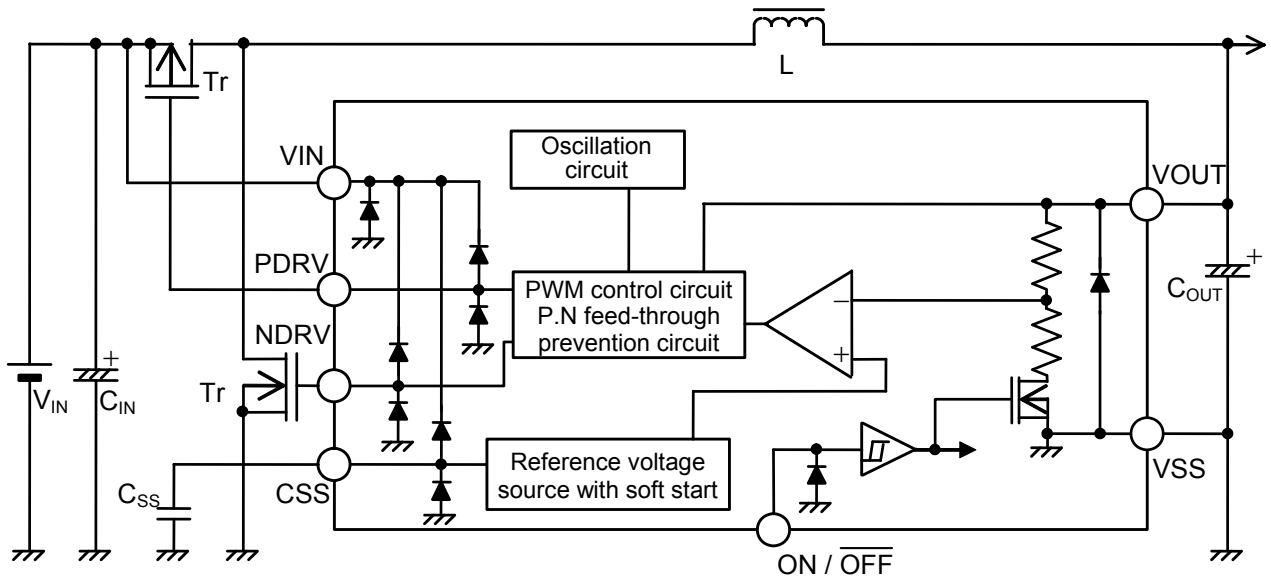 Tr
L
VIN
Oscillation
circuit
VOUT
PDRV
PWM control circuit
P.N feed-through
prevention circuit
−
+
+
C_OUT
NDRV
+
V_IN
C_IN
Tr
CSS
Reference voltage
source with soft start
VSS
C_SS
ON / OFF